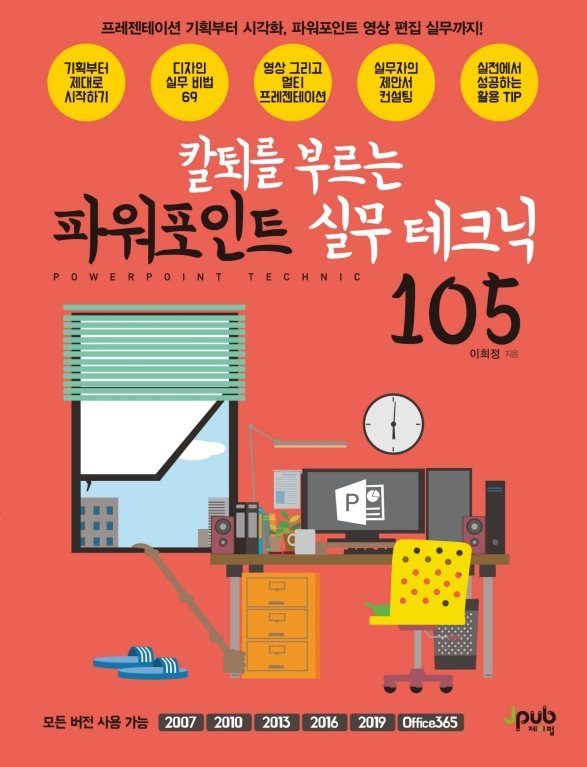 프레젠테이션 기획부터 시각화, 파워포인트 영상 편집 실무까지!
기획부터
제대로
시작하기
디자인
실무 비법
69
영상 그리고
멀티
프레젠테이션
실무자의
제안서
컨설팅
실전에서
성공하는
활용 TIP
칼퇴를 부르는
파워포인트 실무 테크닉
POWERPOINT TECHNIC
105
이희정 지음
P
모든 버전 사용 가능 2007 2010 2013 2016 2019 Office365
Jpub
제이펍